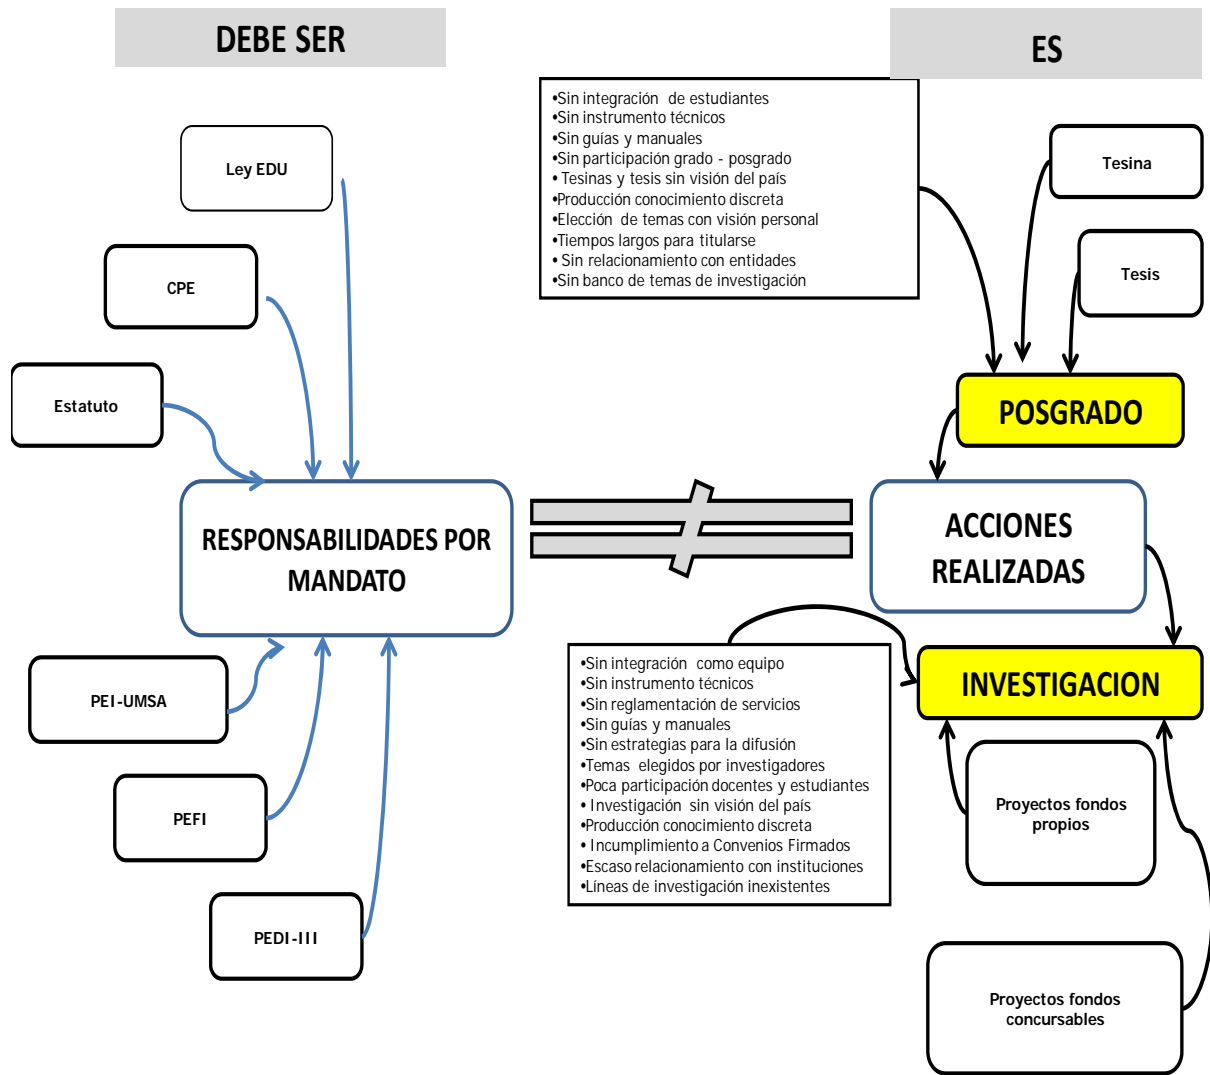 DEBE SER
ES
•Sin integración de estudiantes
•Sin instrumento técnicos
•Sin guías y manuales
•Sin participación grado - posgrado
• Tesinas y tesis sin visión del país
•Producción conocimiento discreta
•Elección de temas con visión personal
•Tiempos largos para titularse
• Sin relacionamiento con entidades
•Sin banco de temas de investigación
Ley EDU
CPE
Estatuto
Tesina
Tesis
POSGRADO
RESPONSABILIDADES POR
MANDATO
ACCIONES
REALIZADAS
PEI-UMSA
PEFI
PEDI-III
•Sin integración como equipo
•Sin instrumento técnicos
•Sin reglamentación de servicios
•Sin guías y manuales
•Sin estrategias para la difusión
•Temas elegidos por investigadores
•Poca participación docentes y estudiantes
• Investigación sin visión del país
•Producción conocimiento discreta
• Incumplimiento a Convenios Firmados
•Escaso relacionamiento con instituciones
•Líneas de investigación inexistentes
INVESTIGACION
Proyectos fondos
propios
Proyectos fondos
concursables